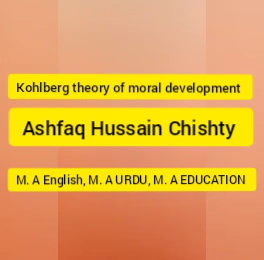 Kohlberg theory of moral development
Ashfaq Hussain Chishty
M. A English, M. A URDU, M. A EDUCATION